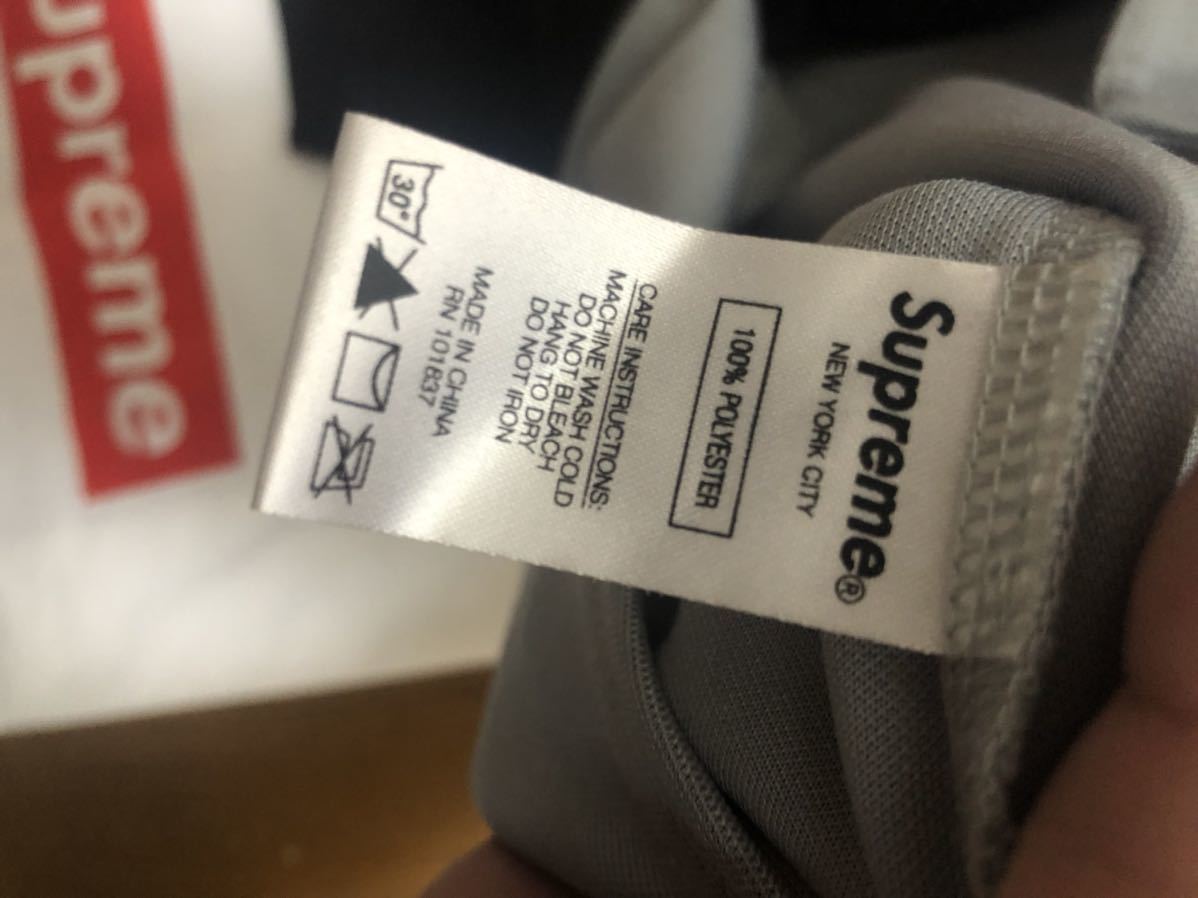 Supreme®
NEW YORK CITY
100% POLYESTER
CARE INSTRUCTIONS:
MACHINE WASH COLD
DO NOT BLEACH
HANG TO DRY
DO NOT IRON
MADE IN CHINA
RN 101837
30°
upreme